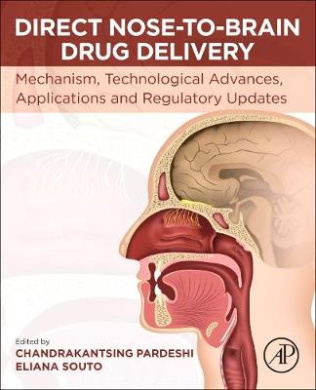 DIRECT NOSE-TO-BRAIN
DRUG DELIVERY
Mechanism, Technological Advances,
Applications and Regulatory Updates
Edited by
CHANDRAKANTSING PARDESHI
ELIANA SOUTO
AP